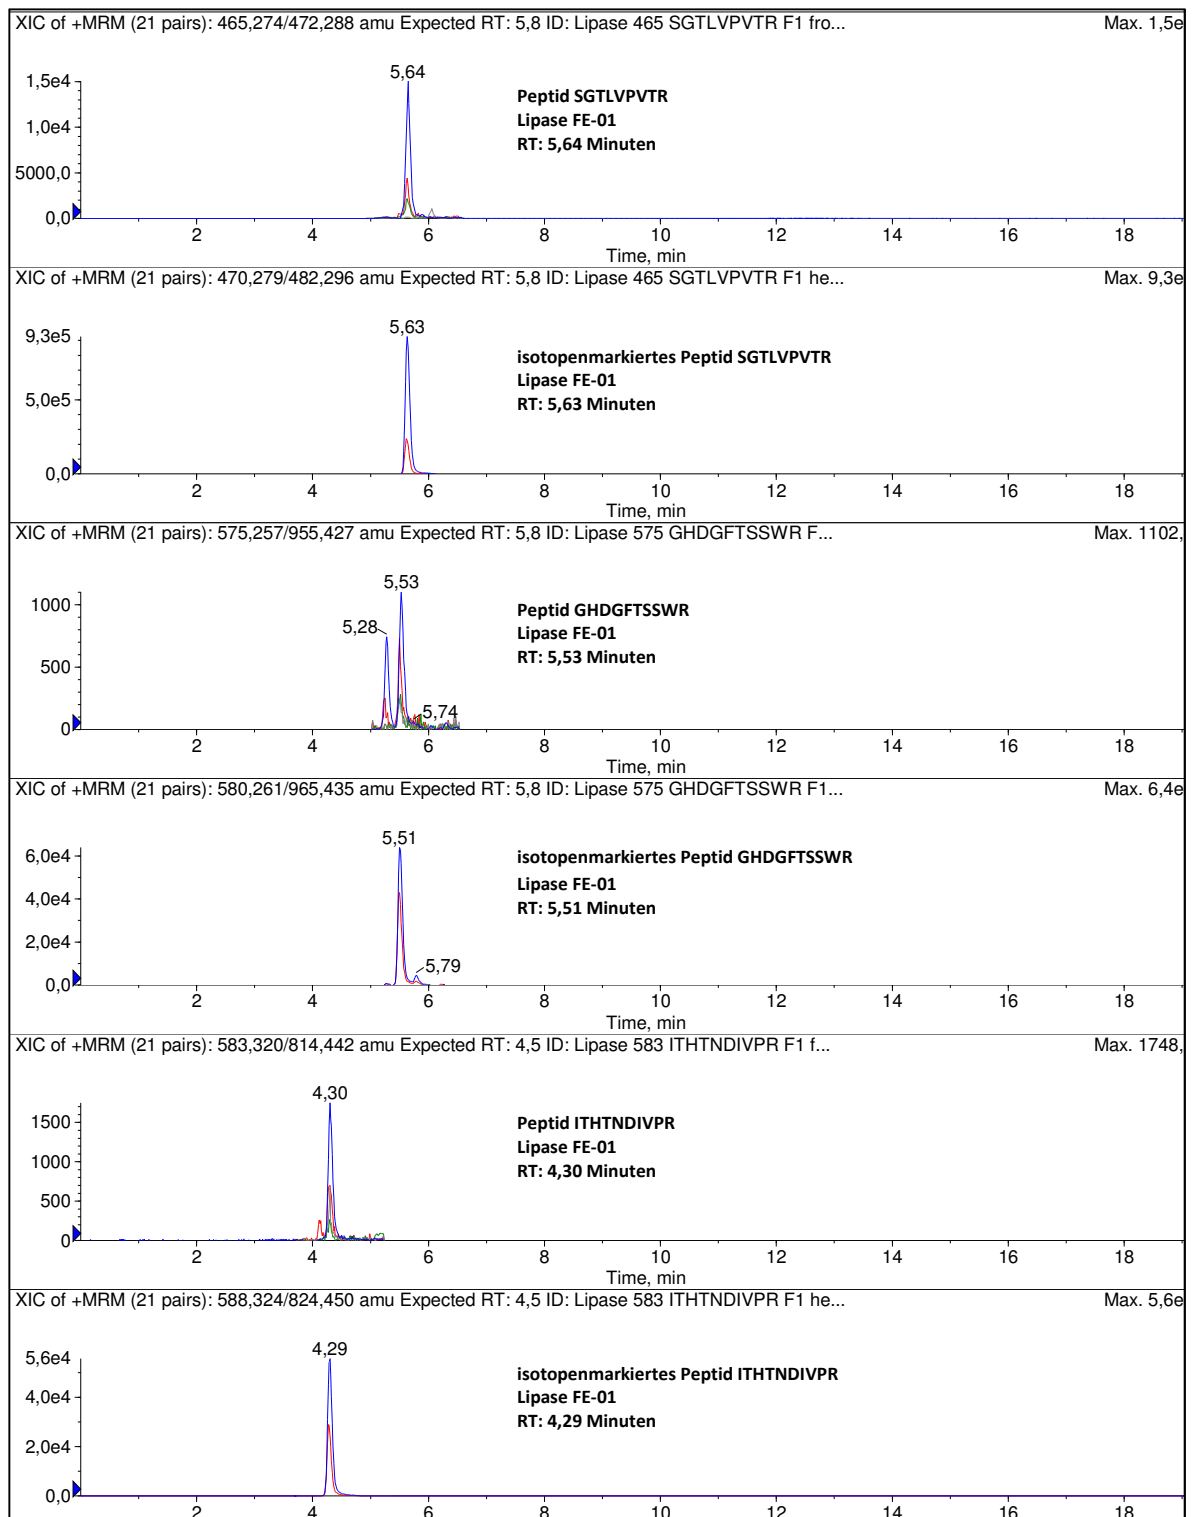 XIC of +MRM (21 pairs): 465,274/472,288 amu Expected RT: 5,8 ID: Lipase 465 SGTLVPVTR F1 fro... Max. 1,5e
5,64
1,5e4
1,0e4
5000,0
0,0
Peptid SGTLVPVTR
Lipase FE-01
RT: 5,64 Minuten
2 4 6 8 10 12 14 16 18
Time, min
XIC of +MRM (21 pairs): 470,279/482,296 amu Expected RT: 5,8 ID: Lipase 465 SGTLVPVTR F1 he... Max. 9,3e
5,63
9,3e5
5,0e5
0,0
isotopenmarkiertes Peptid SGTLVPVTR
Lipase FE-01
RT: 5,63 Minuten
2 4 6 8 10 12 14 16 18
Time, min
XIC of +MRM (21 pairs): 575,257/955,427 amu Expected RT: 5,8 ID: Lipase 575 GHDGFTSSWR F... Max. 1102,
5,53
5,28
5,74
1000
500
0
Peptid GHDGFTSSWR
Lipase FE-01
RT: 5,53 Minuten
2 4 6 8 10 12 14 16 18
Time, min
XIC of +MRM (21 pairs): 580,261/965,435 amu Expected RT: 5,8 ID: Lipase 575 GHDGFTSSWR F1... Max. 6,4e
5,51
5,79
6,0e4
4,0e4
2,0e4
0,0
isotopenmarkiertes Peptid GHDGFTSSWR
Lipase FE-01
RT: 5,51 Minuten
2 4 6 8 10 12 14 16 18
Time, min
XIC of +MRM (21 pairs): 583,320/814,442 amu Expected RT: 4,5 ID: Lipase 583 ITHTNDIVPR F1 f... Max. 1748,
4,30
1500
1000
500
0
Peptid ITHTNDIVPR
Lipase FE-01
RT: 4,30 Minuten
2 4 6 8 10 12 14 16 18
Time, min
XIC of +MRM (21 pairs): 588,324/824,450 amu Expected RT: 4,5 ID: Lipase 583 ITHTNDIVPR F1 he... Max. 5,6e
4,29
5,6e4
4,0e4
2,0e4
0,0
isotopenmarkiertes Peptid ITHTNDIVPR
Lipase FE-01
RT: 4,29 Minuten
2 4 6 8 10 12 14 16 18